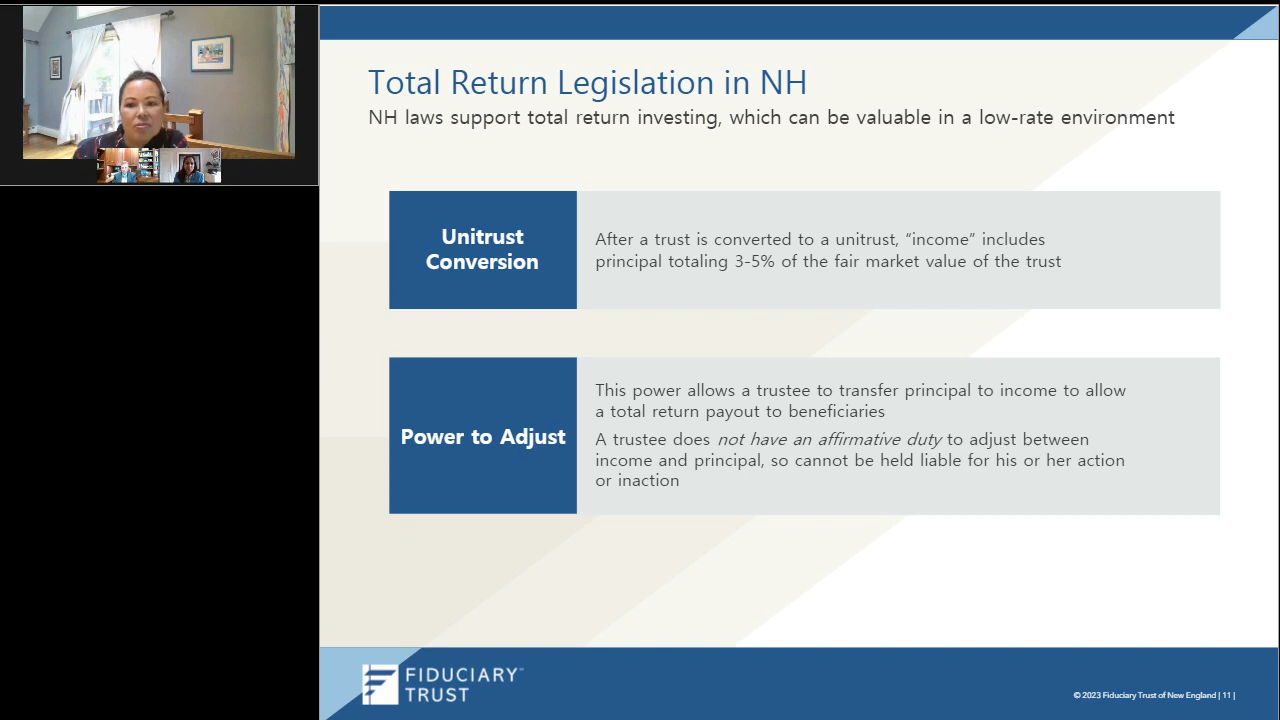 Total Return Legislation in NH
NH laws support total return investing, which can be valuable in a low-rate environment
Unitrust
Conversion
After a trust is converted to a unitrust, “income” includes
principal totaling 3-5% of the fair market value of the trust
Power to Adjust
This power allows a trustee to transfer principal to income to allow
a total return payout to beneficiaries
A trustee does not have an affirmative duty to adjust between
income and principal, so cannot be held liable for his or her action
or inaction
FIDUCIARY™
TRUST
© 2023 Fiduciary Trust of New England | 11 |